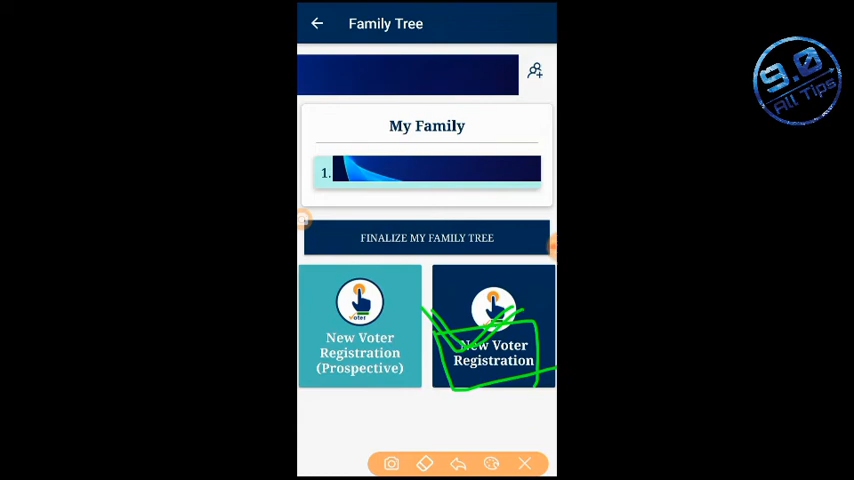 Family Tree
9.0
All Tips
My Family
1.
FINALIZE MY FAMILY TREE
Voter
New Voter
Registration
(Prospective)
New Voter
Registration